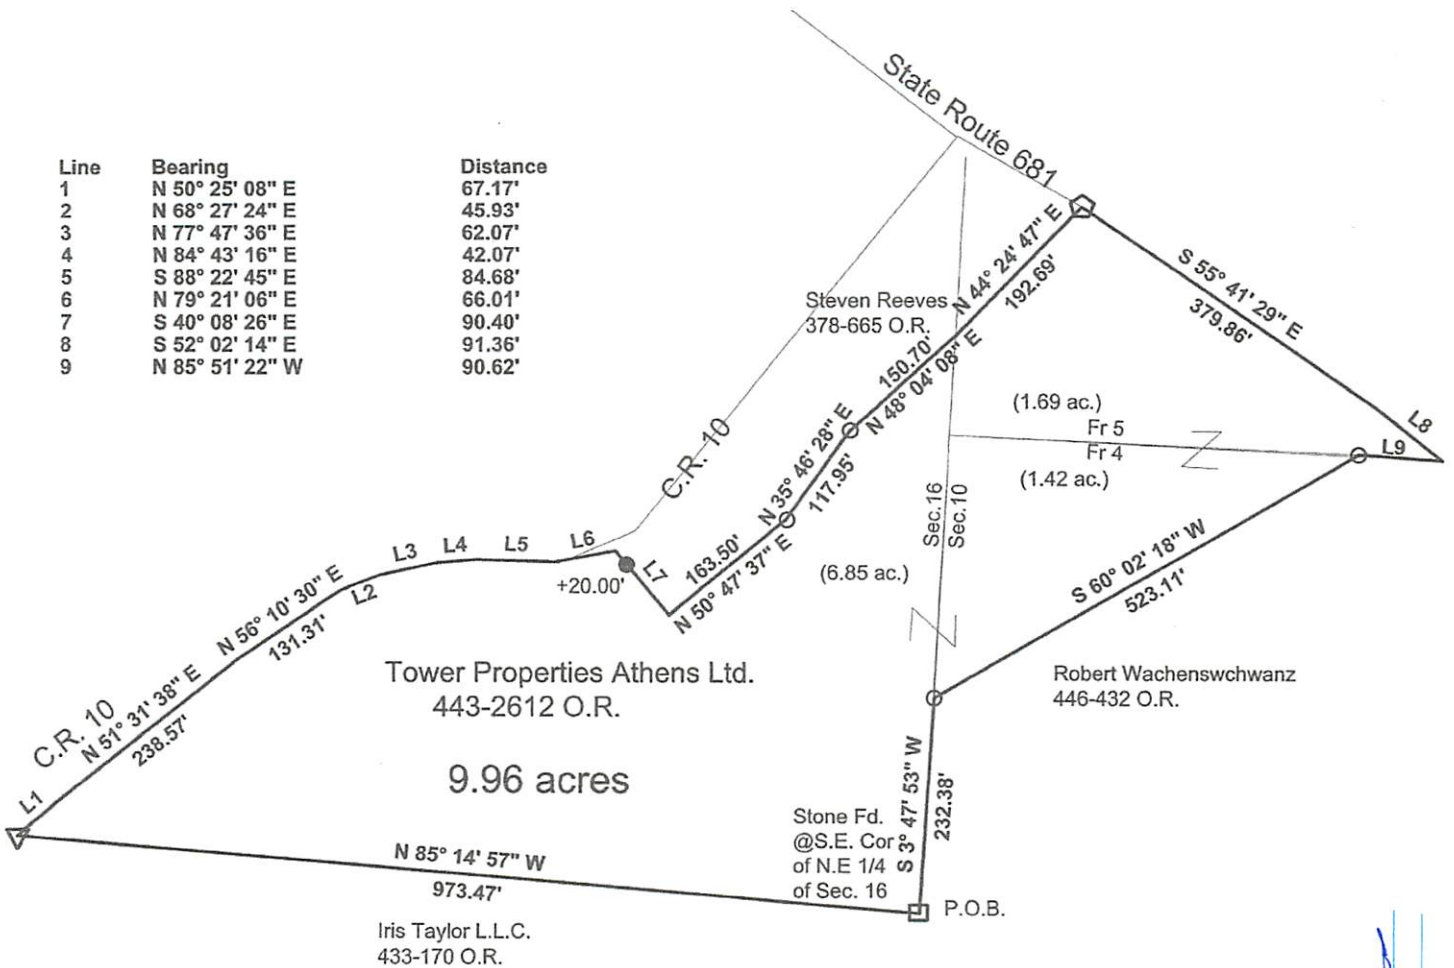 State Route 681
Line Bearing Distance
1 N 50° 25' 08" E 67.17'
2 N 68° 27' 24" E 45.93'
3 N 77° 47' 36" E 62.07'
4 N 84° 43' 16" E 42.07'
5 S 88° 22' 45" E 84.68'
6 N 79° 21' 06" E 66.01'
7 S 40° 08' 26" E 90.40'
8 S 52° 02' 14" E 91.36'
9 N 85° 51' 22" W 90.62'
N 44° 24' 47" E
192.69'
S 55° 41' 29" E
379.86'
Steven Reeves
378-665 O.R.
150.70'
N 48° 04' 08" E
(1.69 ac.)
Fr 5
Fr 4
(1.42 ac.)
L8
L9
C.R. 10
N 35° 46' 28" E
117.95'
Sec.16
Sec.10
L3
L4
L5
L6
L7
L2
+20.00'
163.50'
N 50° 47' 37" E
(6.85 ac.)
S 60° 02' 18" W
523.11'
N 56° 10' 30" E
131.31'
Tower Properties Athens Ltd.
443-2612 O.R.
Robert Wachenswchwanz
446-432 O.R.
C.R. 10
N 51° 31' 38" E
238.57'
L1
9.96 acres
S 3° 47' 53" W
232.38'
Stone Fd.
@S.E. Cor
of N.E 1/4
of Sec. 16
P.O.B.
N 85° 14' 57" W
973.47'
Iris Taylor L.L.C.
433-170 O.R.